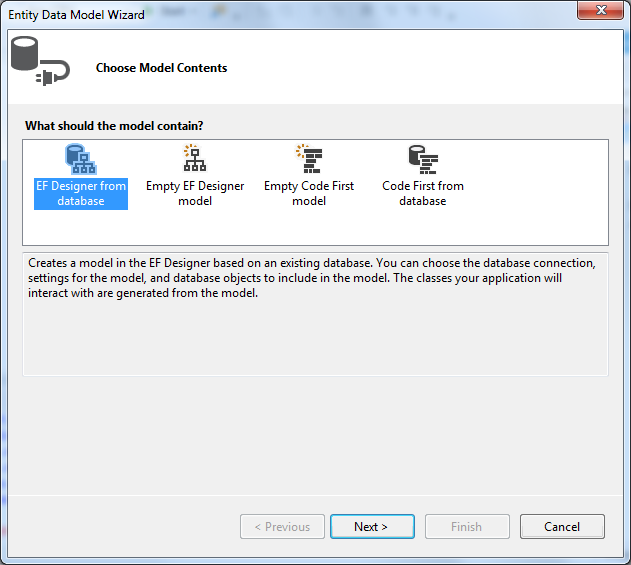 Entity Data Model Wizard
Choose Model Contents
What should the model contain?
EF Designer from
database
Empty EF Designer
model
Empty Code First
model
Code First from
database
Creates a model in the EF Designer based on an existing database. You can choose the database connection,
settings for the model, and database objects to include in the model. The classes your application will
interact with are generated from the model.
< Previous
Next >
Finish
Cancel